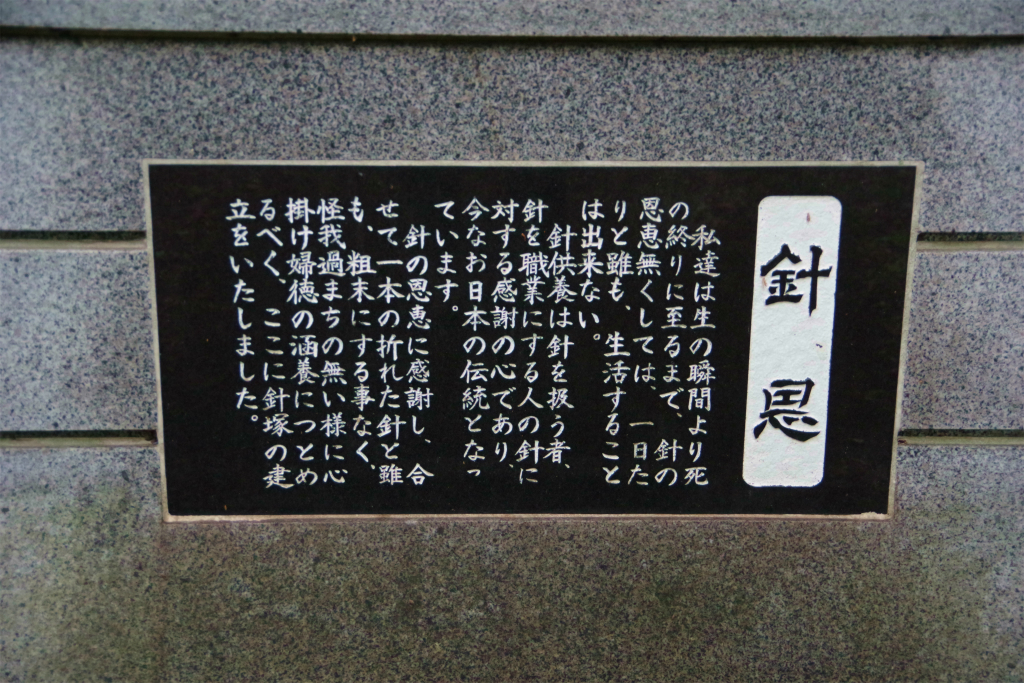 針恩
私達は生の瞬間より死
の終りに至るまで、針の
恩恵無くしては、一日た
りと雖も、生活すること
は出来ない。
針供養は針を扱う者、
針を職業にする人の針に
対する感謝の心であり、
今なお日本の伝統となっ
ています。
針の恩恵に感謝し、合
せて一本の折れた針と雖
も、粗末にする事なく、
怪我過まちの無い様に心
掛け婦徳の涵養につとめ
るべく、ここに針塚の建
立をいたしました。